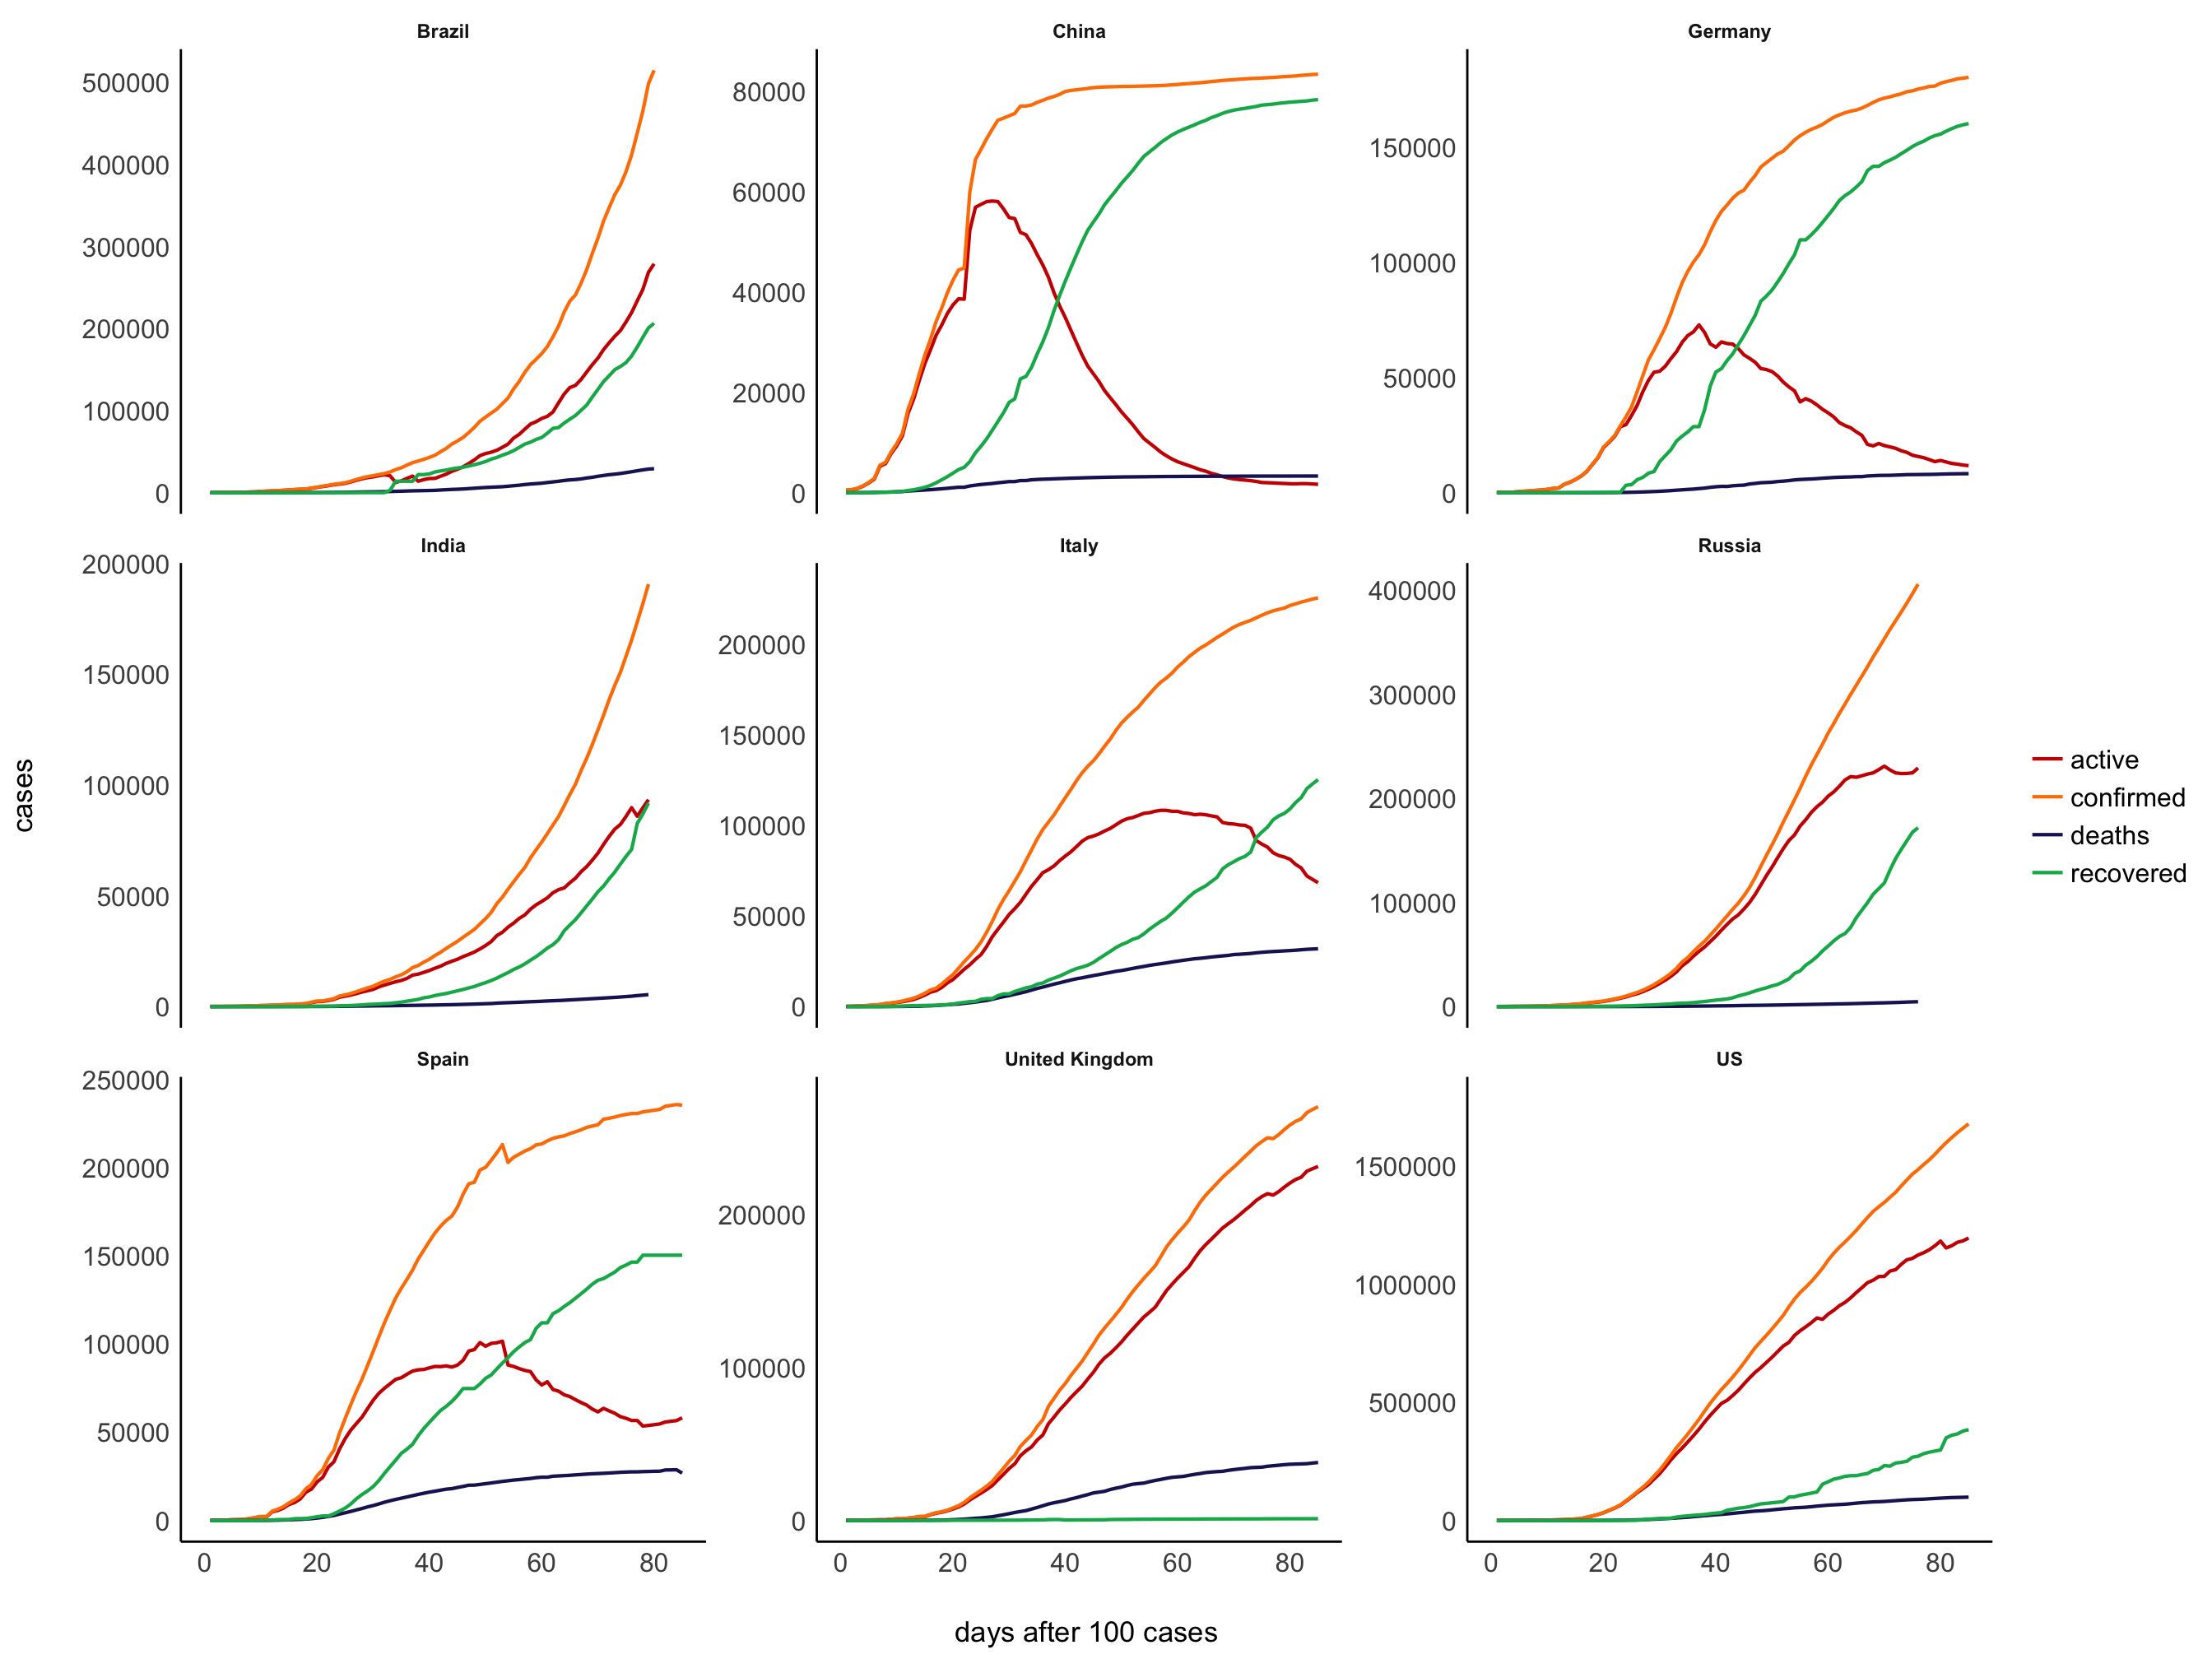 Brazil
China
Germany
500000
400000
300000
200000
100000
0
80000
60000
40000
20000
0
150000
100000
50000
0
India
Italy
Russia
200000
150000
100000
50000
0
200000
150000
100000
50000
0
400000
300000
200000
100000
0
Spain
United Kingdom
US
250000
200000
150000
100000
50000
0
200000
100000
0
1500000
1000000
500000
0
0 20 40 60 80
0 20 40 60 80
0 20 40 60 80
days after 100 cases
cases
active
confirmed
deaths
recovered